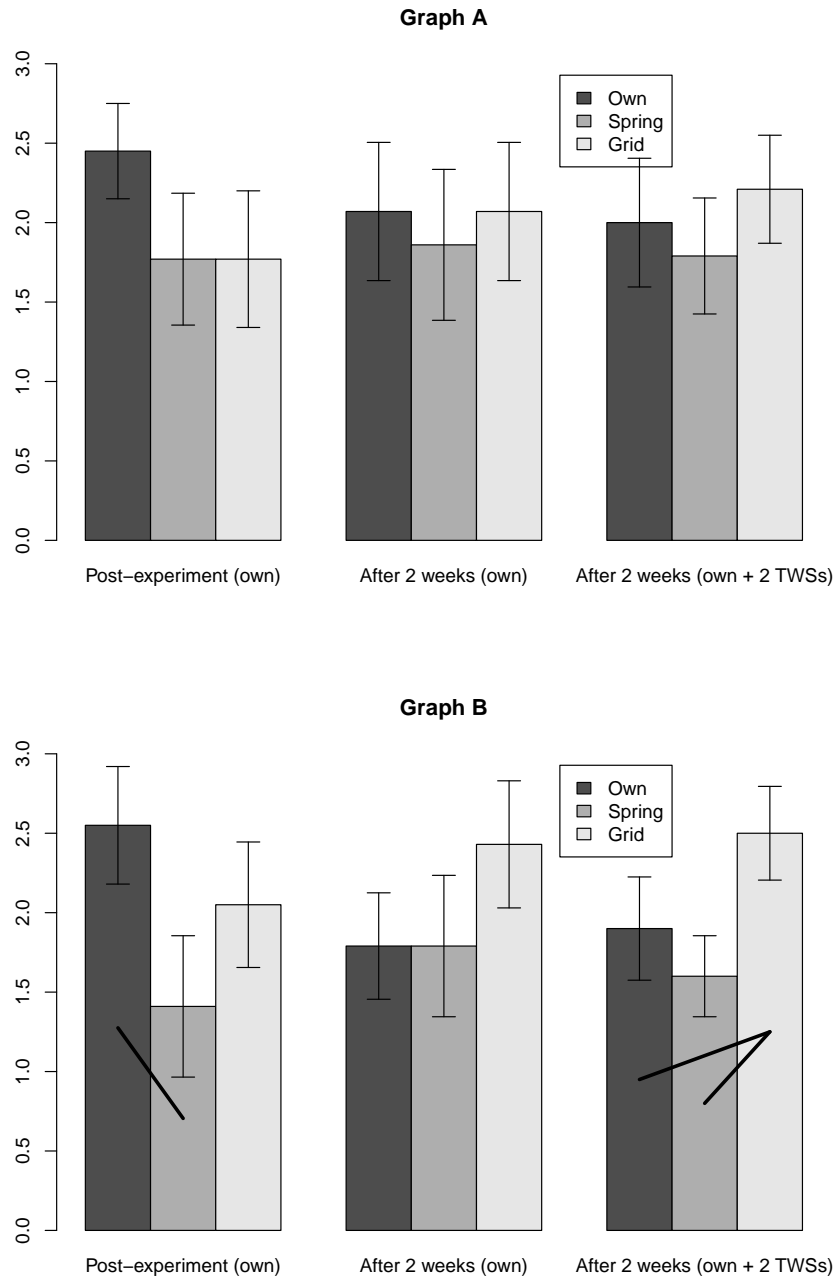 Graph A
3.0
2.5
2.0
1.5
1.0
0.5
0.0
Own
Spring
Grid
Post−experiment (own)
After 2 weeks (own)
After 2 weeks (own + 2 TWSs)
Graph B
3.0
2.5
2.0
1.5
1.0
0.5
0.0
Own
Spring
Grid
Post−experiment (own)
After 2 weeks (own)
After 2 weeks (own + 2 TWSs)